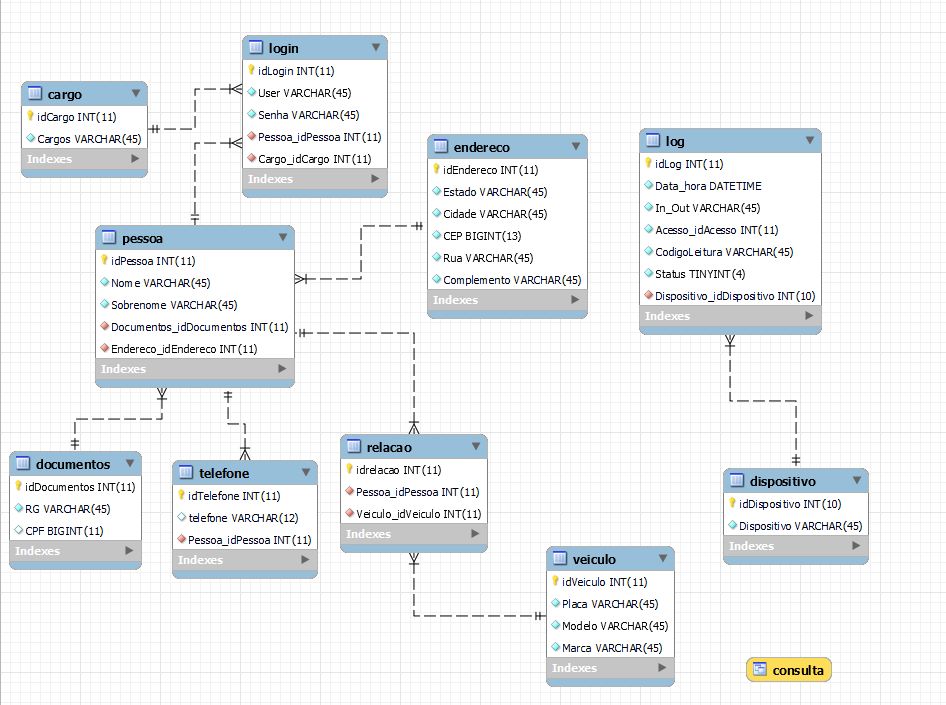 login
idLogin INT(11)
User VARCHAR(45)
Senha VARCHAR(45)
Pessoa_idPessoa INT(11)
Cargo_idCargo INT(11)
Indexes
cargo
idCargo INT(11)
Cargos VARCHAR(45)
Indexes
endereco
idEndereco INT(11)
Estado VARCHAR(45)
Cidade VARCHAR(45)
CEP BIGINT(13)
Rua VARCHAR(45)
Complemento VARCHAR(45)
Indexes
log
idLog INT(11)
Data_hora DATETIME
In_Out VARCHAR(45)
Acesso_idAcesso INT(11)
CodigoLeitura VARCHAR(45)
Status TINYINT(4)
Dispositivo_idDispositivo INT(10)
Indexes
pessoa
idPessoa INT(11)
Nome VARCHAR(45)
Sobrenome VARCHAR(45)
Documentos_idDocumentos INT(11)
Endereco_idEndereco INT(11)
Indexes
documentos
idDocumentos INT(11)
RG VARCHAR(45)
CPF BIGINT(11)
Indexes
telefone
idTelefone INT(11)
telefone VARCHAR(12)
Pessoa_idPessoa INT(11)
Indexes
relacao
idrelacao INT(11)
Pessoa_idPessoa INT(11)
Veiculo_idVeiculo INT(11)
Indexes
dispositivo
idDispositivo INT(10)
Dispositivo VARCHAR(45)
Indexes
veiculo
idVeiculo INT(11)
Placa VARCHAR(45)
Modelo VARCHAR(45)
Marca VARCHAR(45)
Indexes
consulta